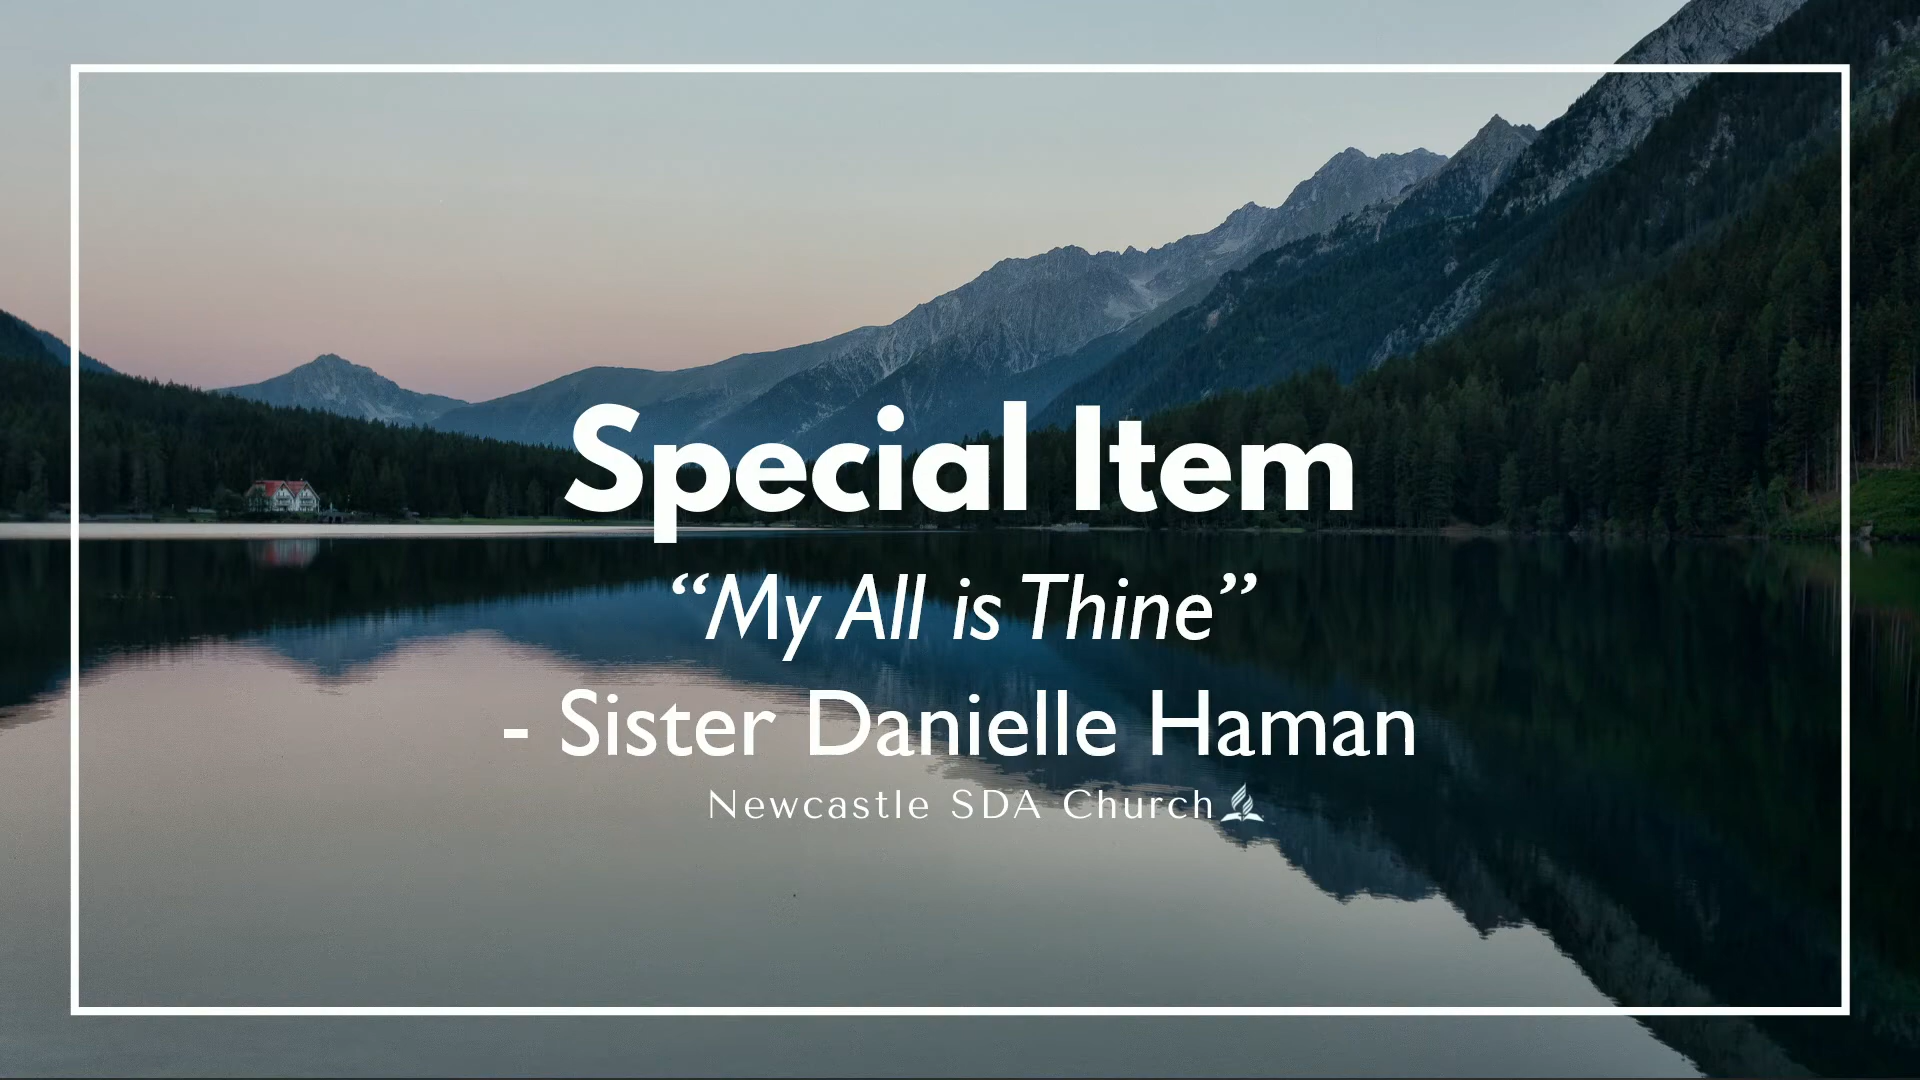 Special Item
“My All is Thine”
- Sister Danielle Haman
Newcastle SDA Church